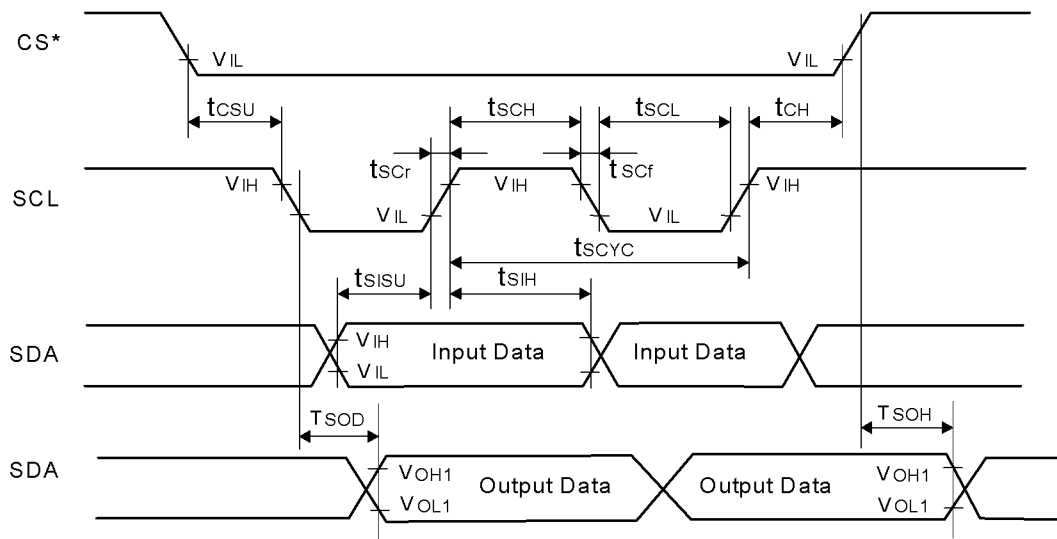 CS*
VIL
VIL
tCSU
tSCH
tSCL
tCH
tSCr
tSCf
SCL
VIH
VIL
VIH
VIL
VIH
tSCYC
tSISU
tSIH
SDA
VIH
VIL
Input Data
Input Data
TSOD
TSOH
SDA
VOH1
VOL1
Output Data
Output Data
VOH1
VOL1